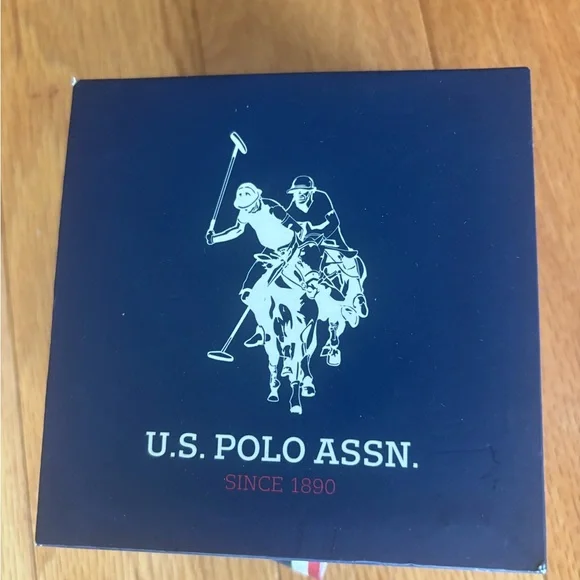 U.S. POLO ASSN.
SINCE 1890